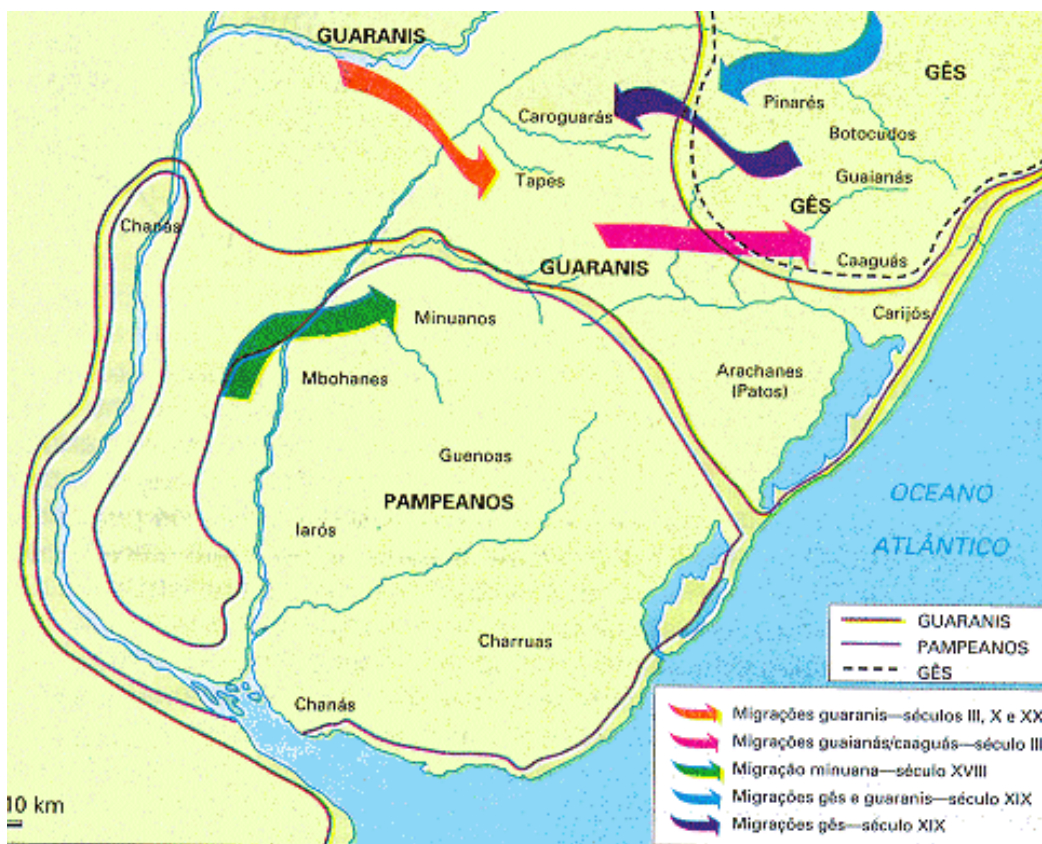 GUARANIS
GÊS
Pinarés
Caroguarás
Botocudos
Tapes
Guaianás
GÊS
Chanás
GUARANIS
Caaguás
Carijós
Minuanos
Mbohanes
Arachanes
(Patos)
Guenoas
PAMPEANOS
OCEANO
ATLÂNTICO
Iarós
Charruas
Chanás
GUARANIS
PAMPEANOS
GÊS
Migrações guaranis—séculos III, X e XX
Migrações guaianás/caaguás—século III
Migração minuana—século XVIII
Migrações gês e guaranis—século XIX
Migrações gês—século XIX
km